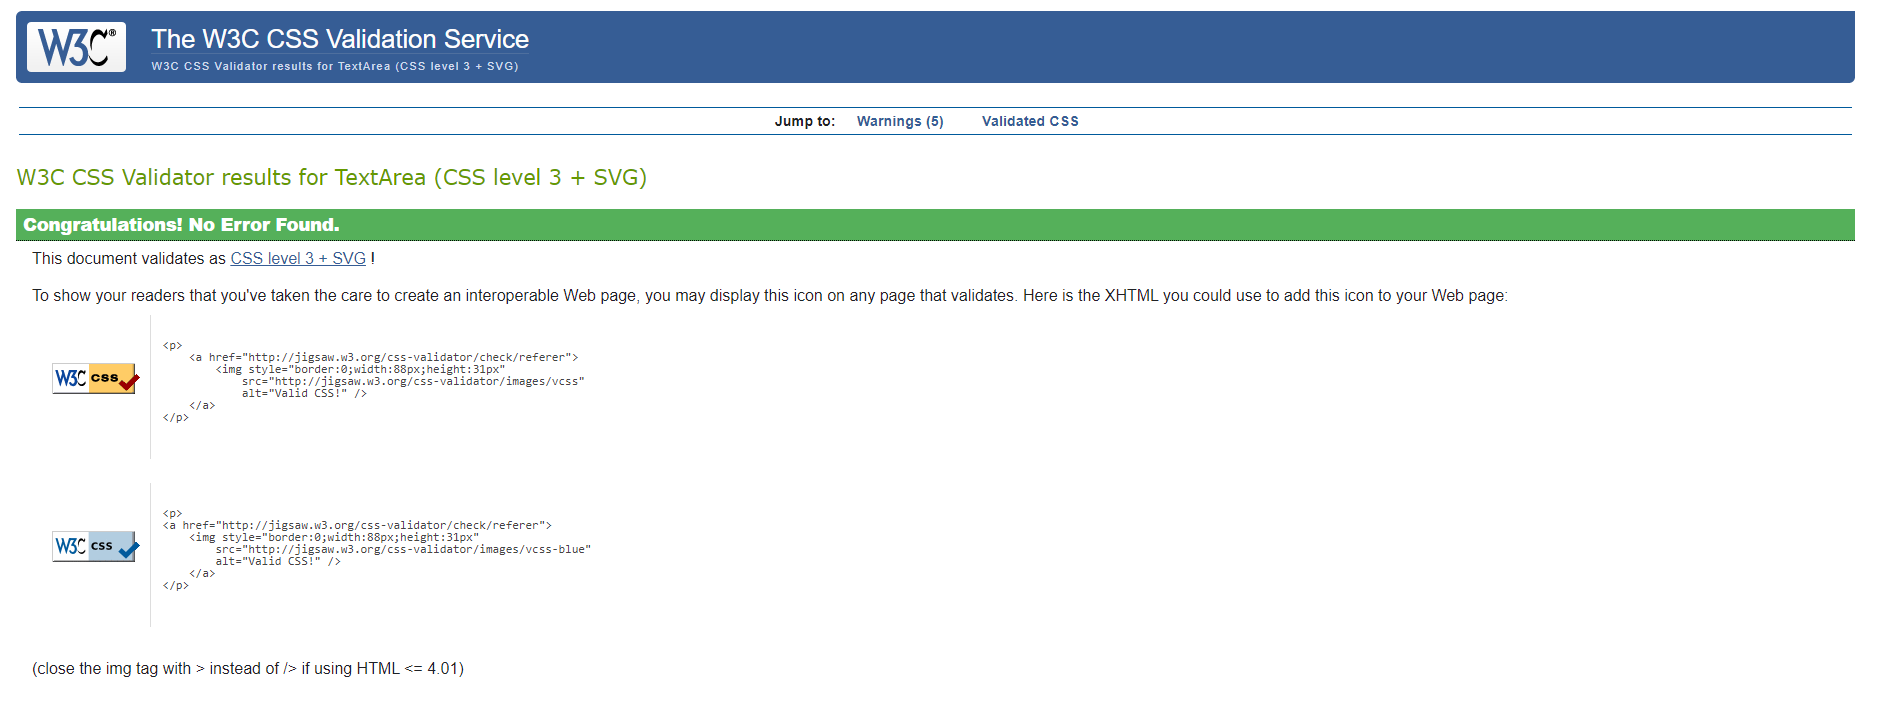 W3C®
The W3C CSS Validation Service
W3C CSS Validator results for TextArea (CSS level 3 + SVG)
Jump to: Warnings (5) Validated CSS
W3C CSS Validator results for TextArea (CSS level 3 + SVG)
Congratulations! No Error Found.
This document validates as CSS level 3 + SVG !
To show your readers that you've taken the care to create an interoperable Web page, you may display this icon on any page that validates. Here is the XHTML you could use to add this icon to your Web page:
W3C css
<p>
<a href="http://jigsaw.w3.org/css-validator/check/referer">
<img style="border:0;width:88px;height:31px"
src="http://jigsaw.w3.org/css-validator/images/vcss"
alt="Valid CSS!" />
</a>
</p>
W3C css
<p>
<a href="http://jigsaw.w3.org/css-validator/check/referer">
<img style="border:0;width:88px;height:31px"
src="http://jigsaw.w3.org/css-validator/images/vcss-blue"
alt="Valid CSS!" />
</a>
</p>
(close the img tag with > instead of /> if using HTML <= 4.01)